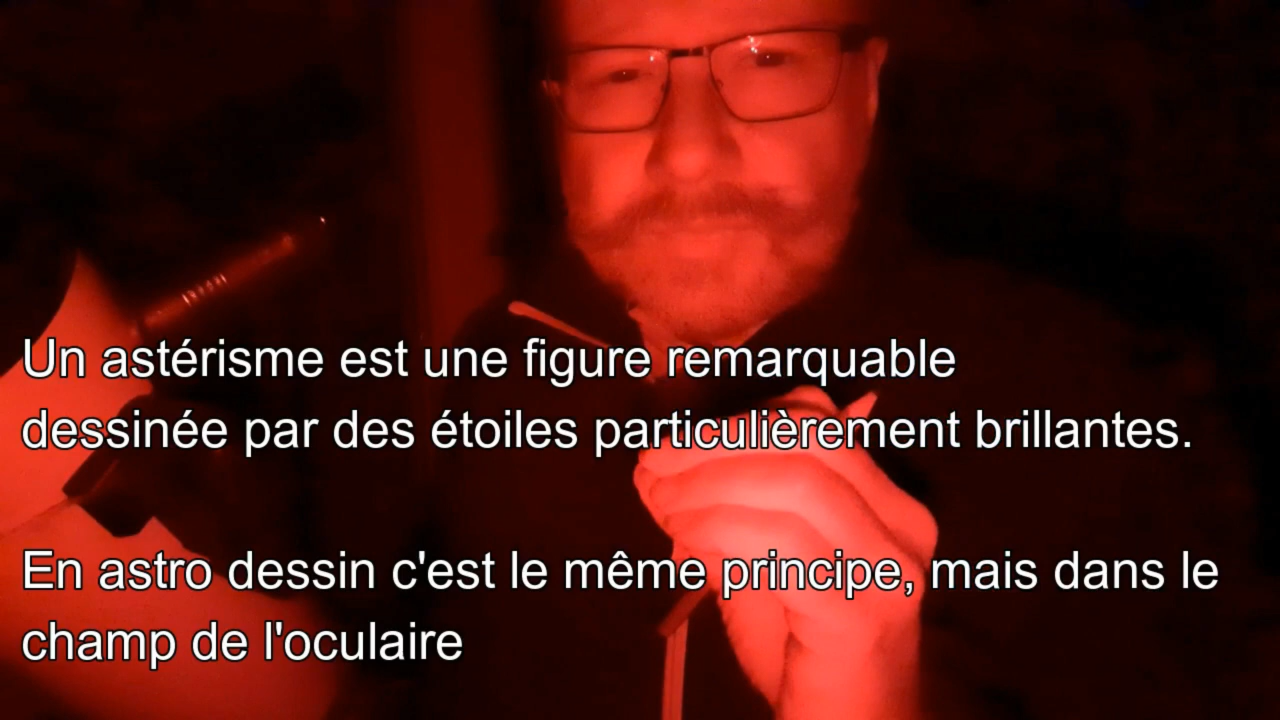 Un astérisme est une figure remarquable
dessinée par des étoiles particulièrement brillantes.
En astro dessin c'est le même principe, mais dans le
champ de l'oculaire